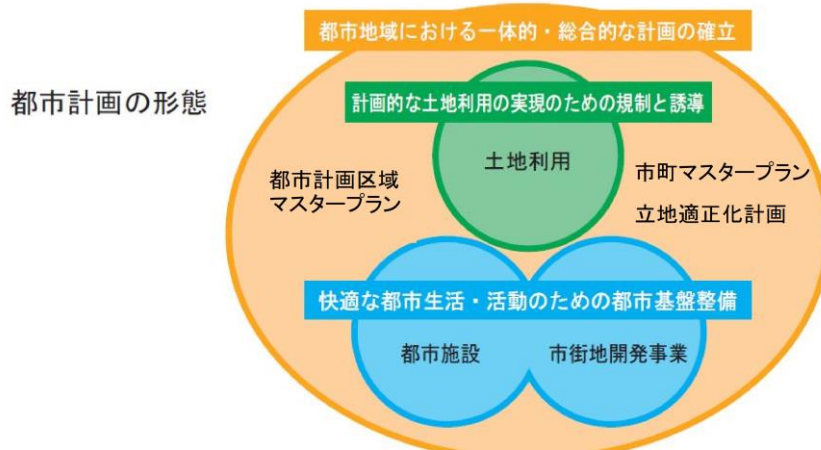 都市地域における一体的・総合的な計画の確立
都市計画の形態
計画的な土地利用の実現のための規制と誘導
土地利用
都市計画区域
マスタープラン
市町マスタープラン
立地適正化計画
快適な都市生活・活動のための都市基盤整備
都市施設
市街地開発事業